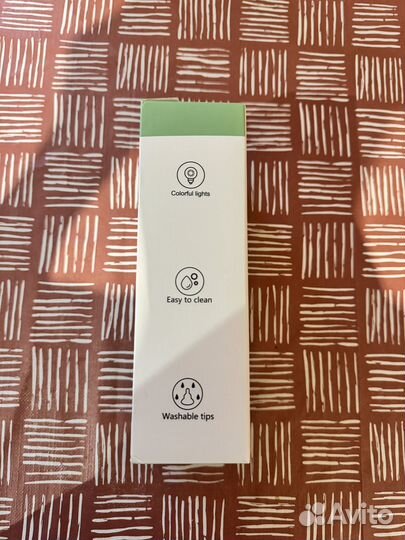 Colorful lights
Easy to clean
Washable tips
Avito